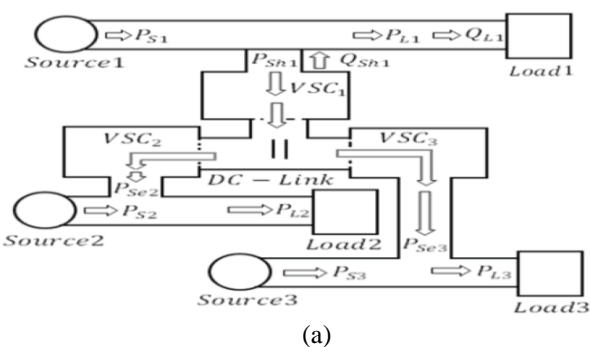 P_{S1} P_{L1} Q_{L1}
Source1 P_{Sh1} Q_{Sh1} Load1
VSC_1
VSC_2 VSC_3
P_{Se2} DC - Link
P_{S2} P_{L2}
Source2 Load2 P_{Se3}
P_{S3} P_{L3}
Source3 Load3
(a)